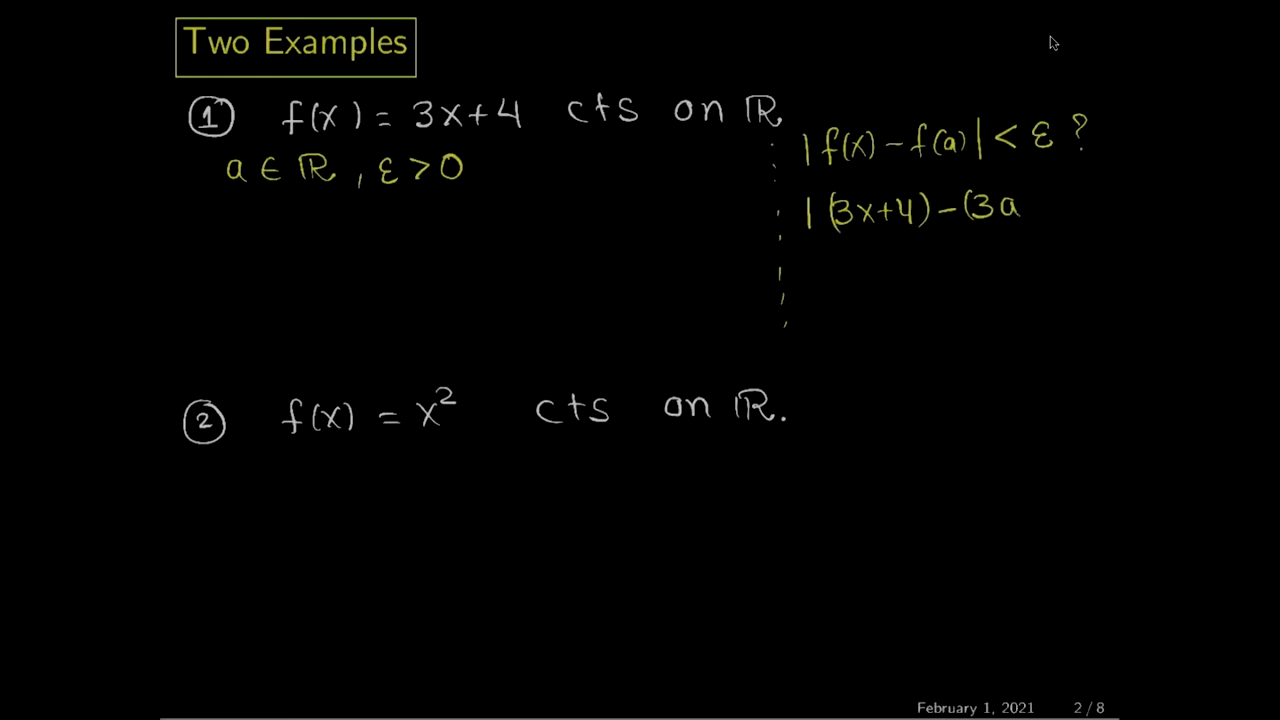 Two Examples
① f(x) = 3x+4 cts on ℝ
a ∈ ℝ, ε > 0
| f(x) - f(a) | < ε ?
| (3x+4) - (3a
② f(x) = x² cts on ℝ.
February 1, 2021 2 / 8